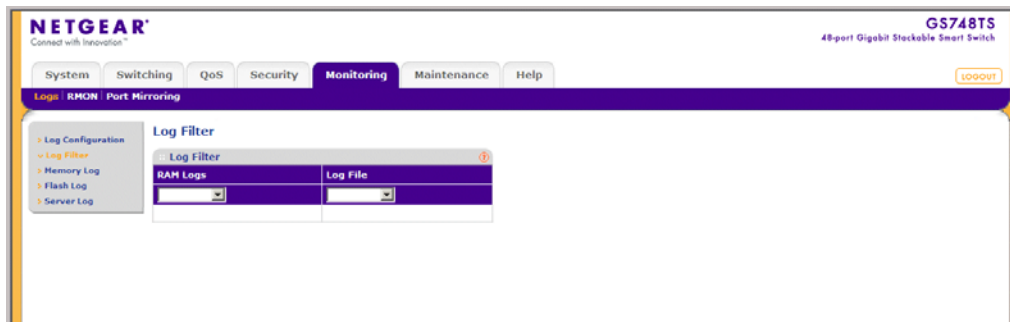 NETGEAR®
Connect with Innovation™
GS748TS
48-port Gigabit Stackable Smart Switch
System Switching QoS Security Monitoring Maintenance Help
LOGOUT
Logs RMON Port Mirroring
Log Configuration
Log Filter
Memory Log
Flash Log
Server Log
Log Filter
Log Filter
RAM Logs Log File